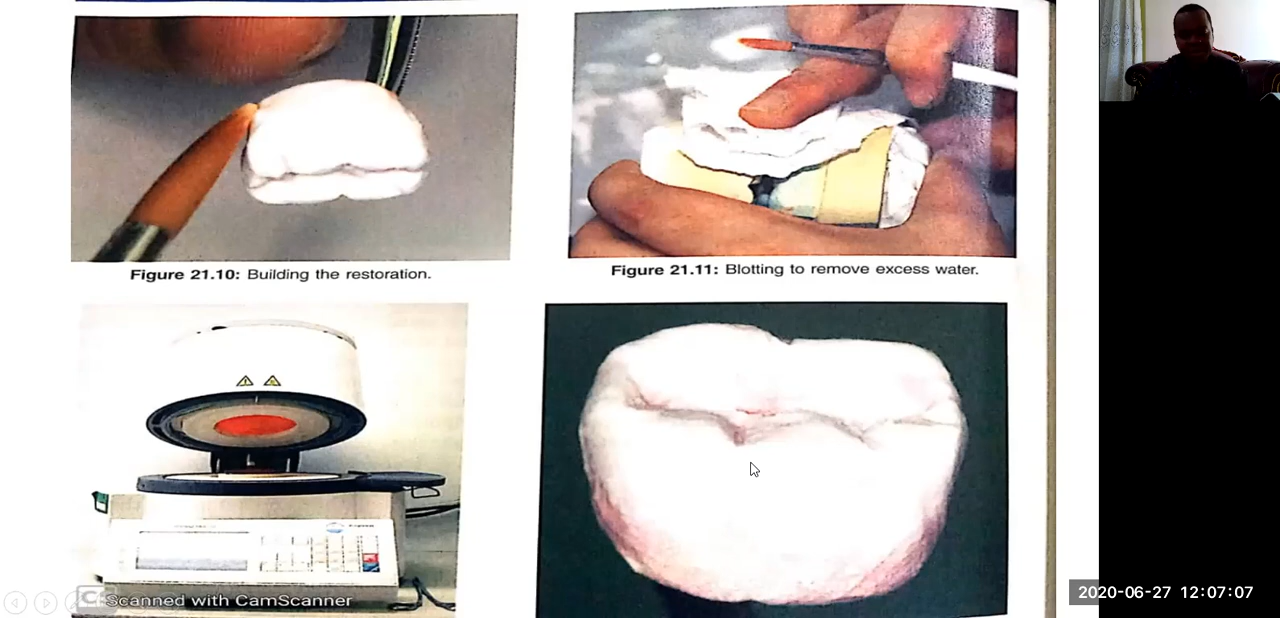 Figure 21.10: Building the restoration.
Figure 21.11: Blotting to remove excess water.
Scanned with CamScanner
2020-06-27 12:07:07